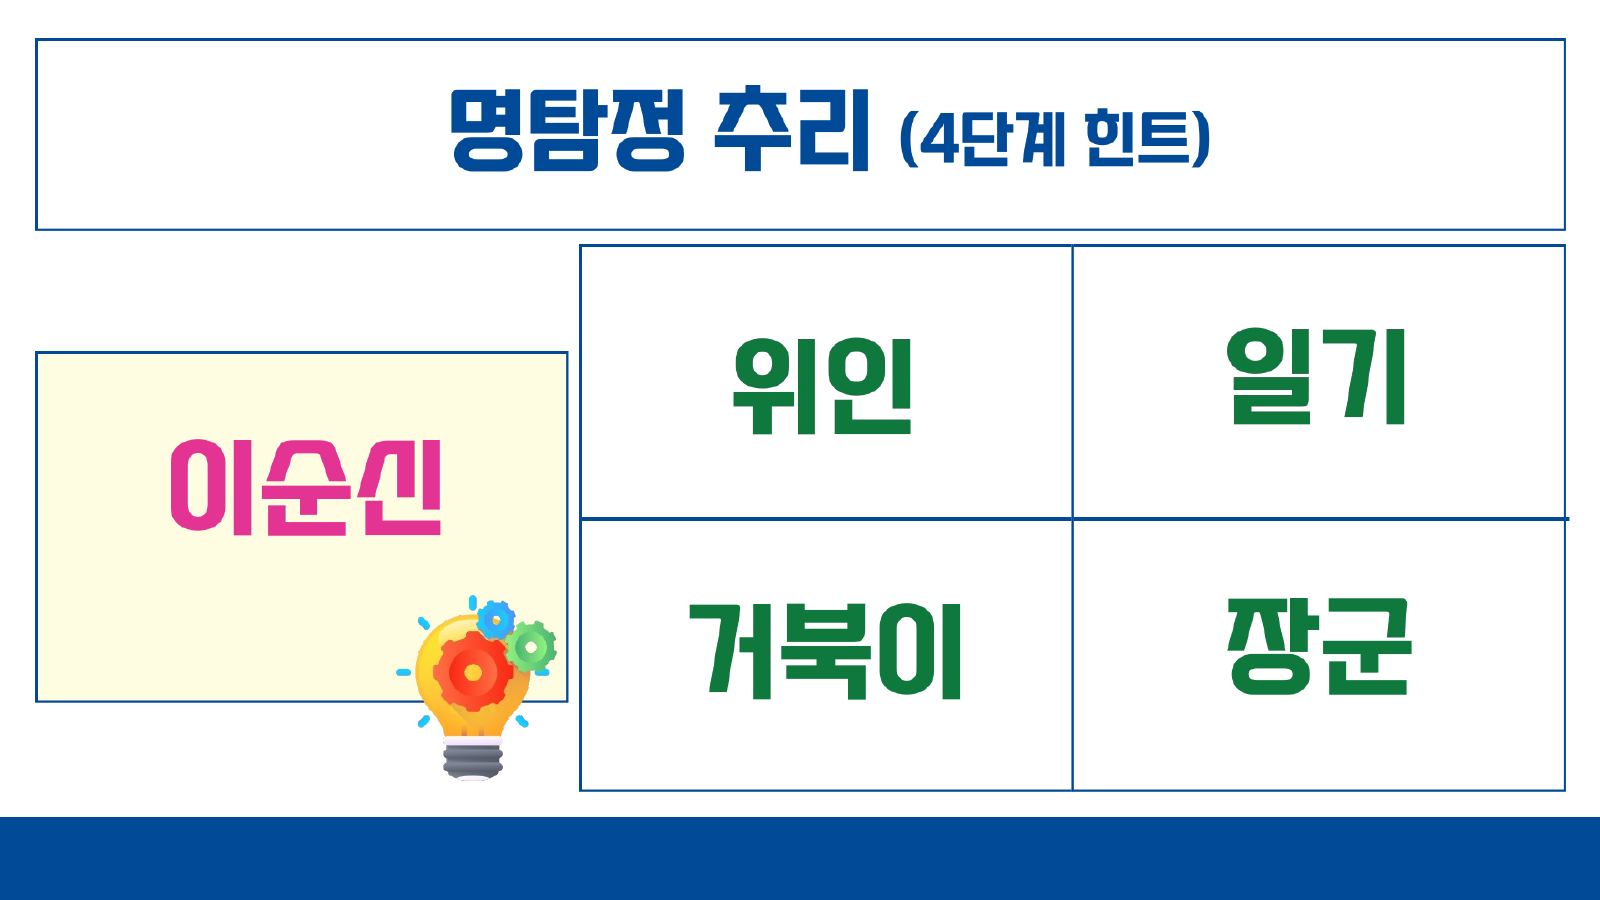 명탐정 추리 (4단계 힌트)
이순신
위인
일기
거북이
장군